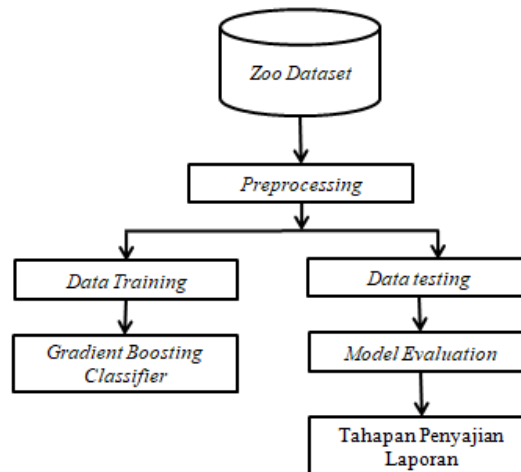 Zoo Dataset
Preprocessing
Data Training
Data testing
Gradient Boosting
Classifier
Model Evaluation
Tahapan Penyajian
Laporan